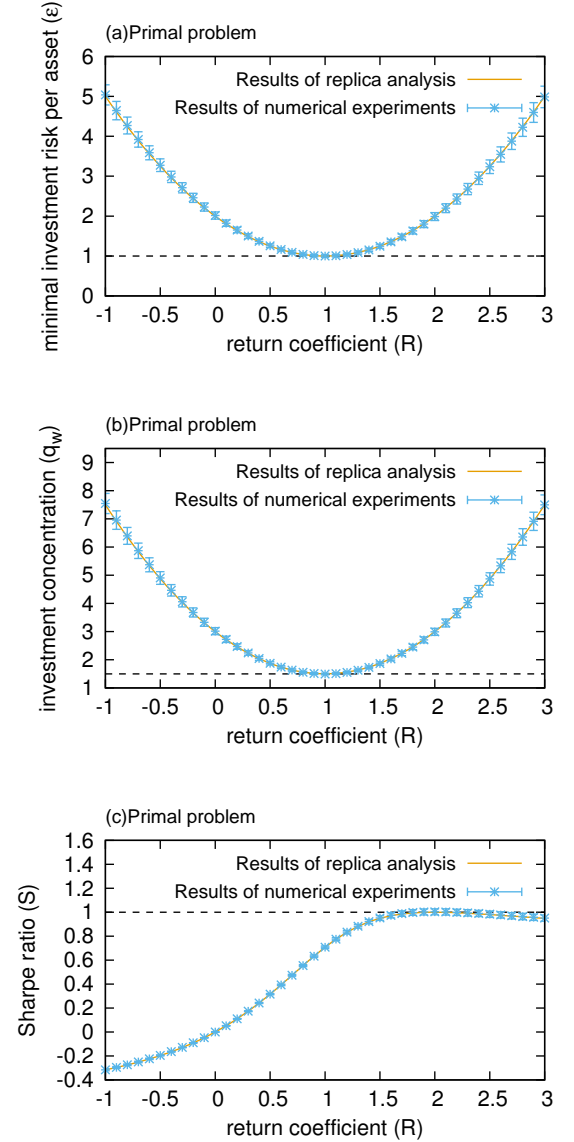 (a)Primal problem
minimal investment risk per asset (ε)
6
5
4
3
2
1
0
Results of replica analysis
Results of numerical experiments
-1 -0.5 0 0.5 1 1.5 2 2.5 3
return coefficient (R)
(b)Primal problem
investment concentration (q_w)
9
8
7
6
5
4
3
2
1
Results of replica analysis
Results of numerical experiments
-1 -0.5 0 0.5 1 1.5 2 2.5 3
return coefficient (R)
(c)Primal problem
Sharpe ratio (S)
1.6
1.4
1.2
1
0.8
0.6
0.4
0.2
0
-0.2
-0.4
Results of replica analysis
Results of numerical experiments
-1 -0.5 0 0.5 1 1.5 2 2.5 3
return coefficient (R)